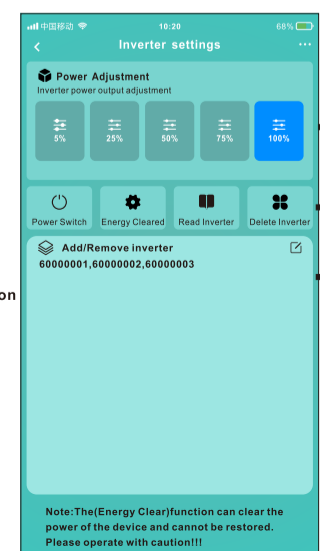 中国移动 10:20 68%
Inverter settings
Power Adjustment
Inverter power output adjustment
5% 25% 50% 75% 100%
Power Switch Energy Cleared Read Inverter Delete Inverter
Add/Remove inverter
60000001,60000002,60000003
on
Note:The(Energy Clear)function can clear the
power of the device and cannot be restored.
Please operate with caution!!!